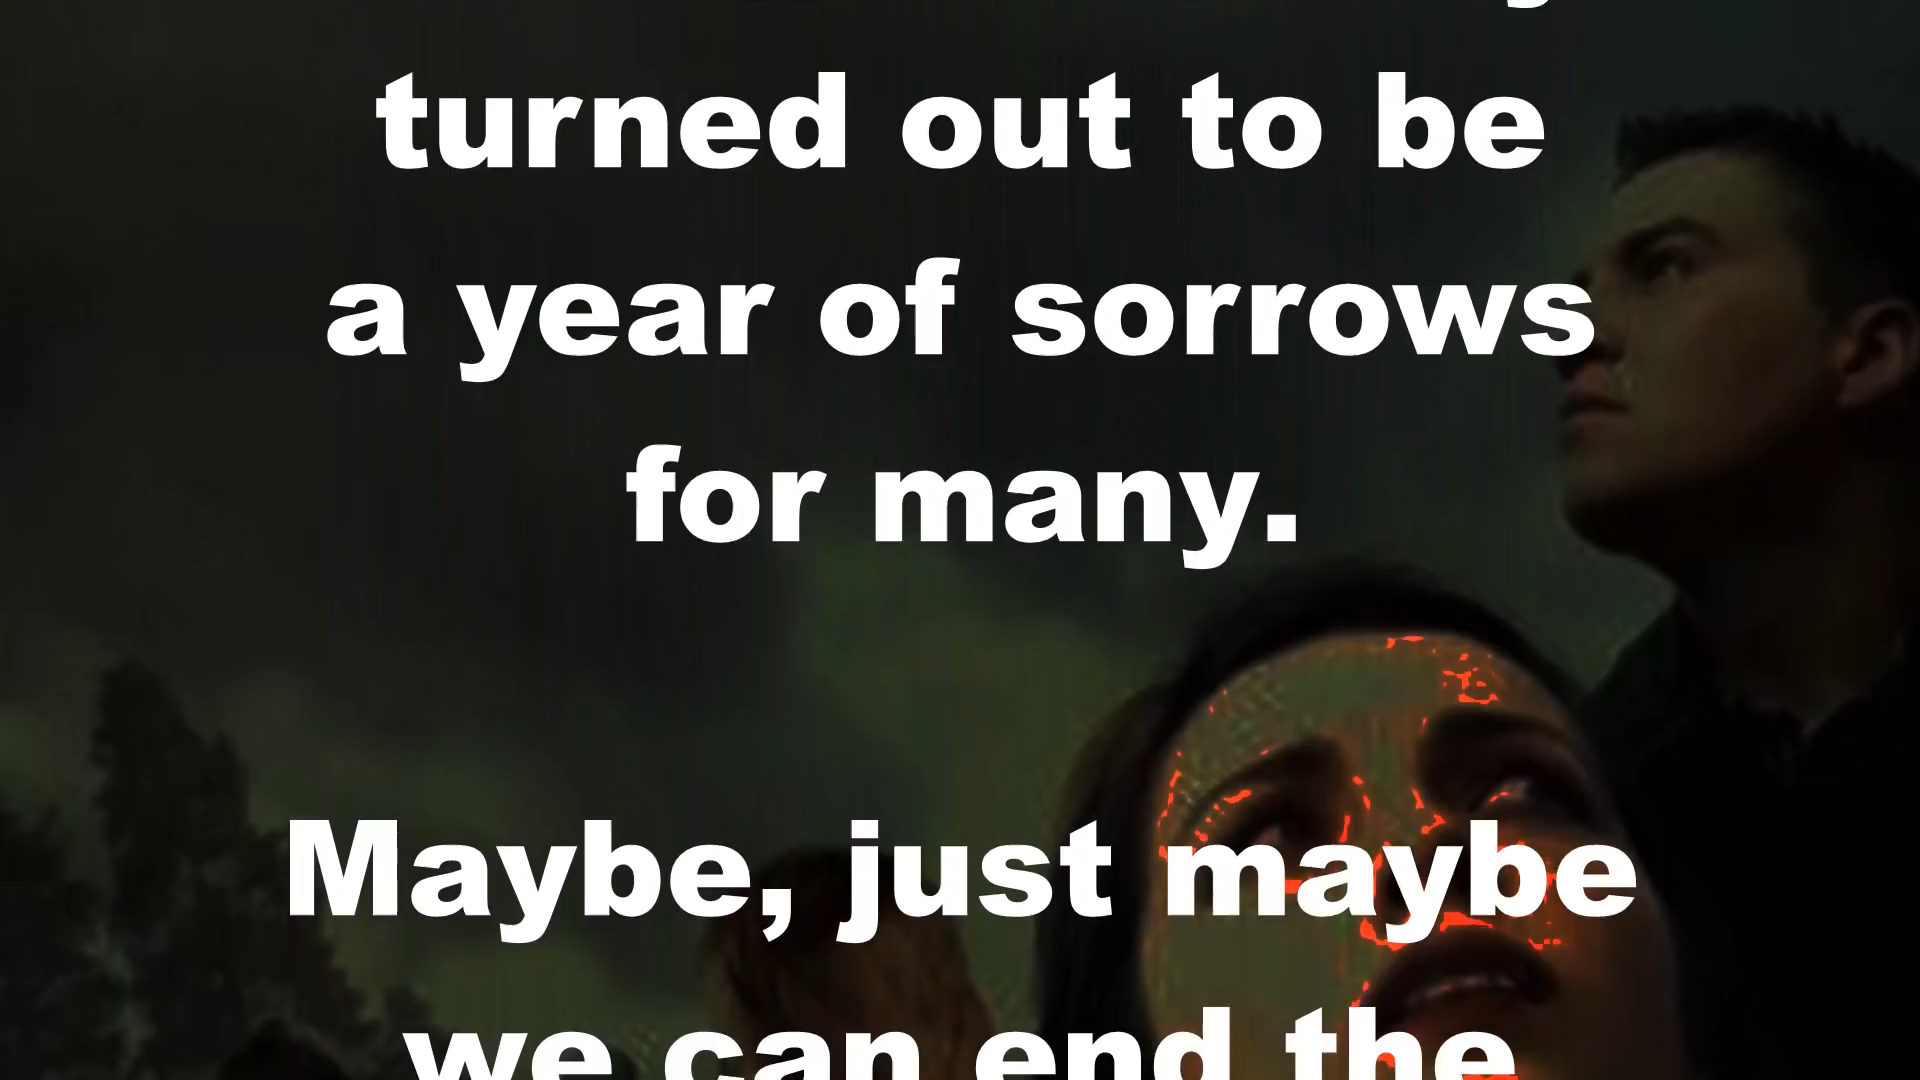 turned out to be
a year of sorrows
for many.
Maybe, just maybe
we can end the